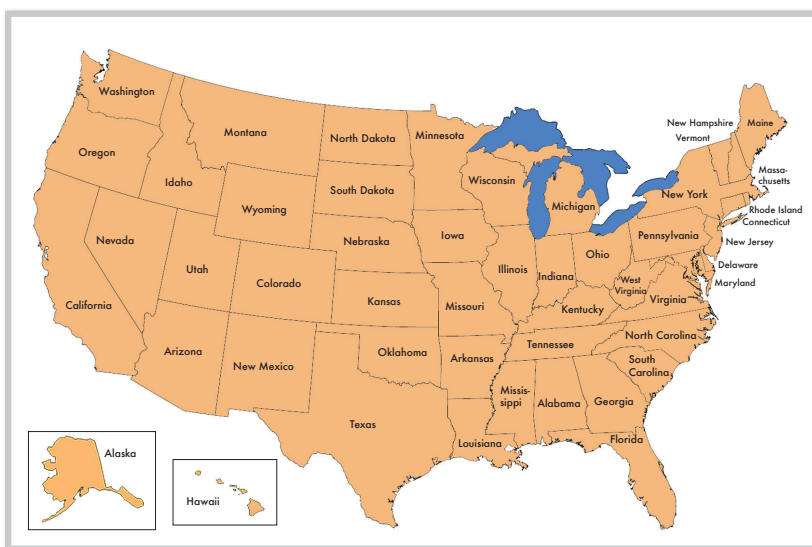 Washington
Oregon
Idaho
Montana
North Dakota
Minnesota
South Dakota
Wyoming
Wisconsin
Michigan
New Hampshire
Vermont
Maine
Massa-
chusetts
New York
Rhode Island
Connecticut
Nevada
Utah
Colorado
Nebraska
Iowa
Illinois
Indiana
Ohio
Pennsylvania
New Jersey
Delaware
Maryland
West
Virginia
Virginia
California
Kansas
Missouri
Kentucky
Arizona
New Mexico
Oklahoma
Arkansas
Tennessee
North Carolina
South
Carolina
Texas
Louisiana
Missis-
sippi
Alabama
Georgia
Florida
Alaska
Hawaii